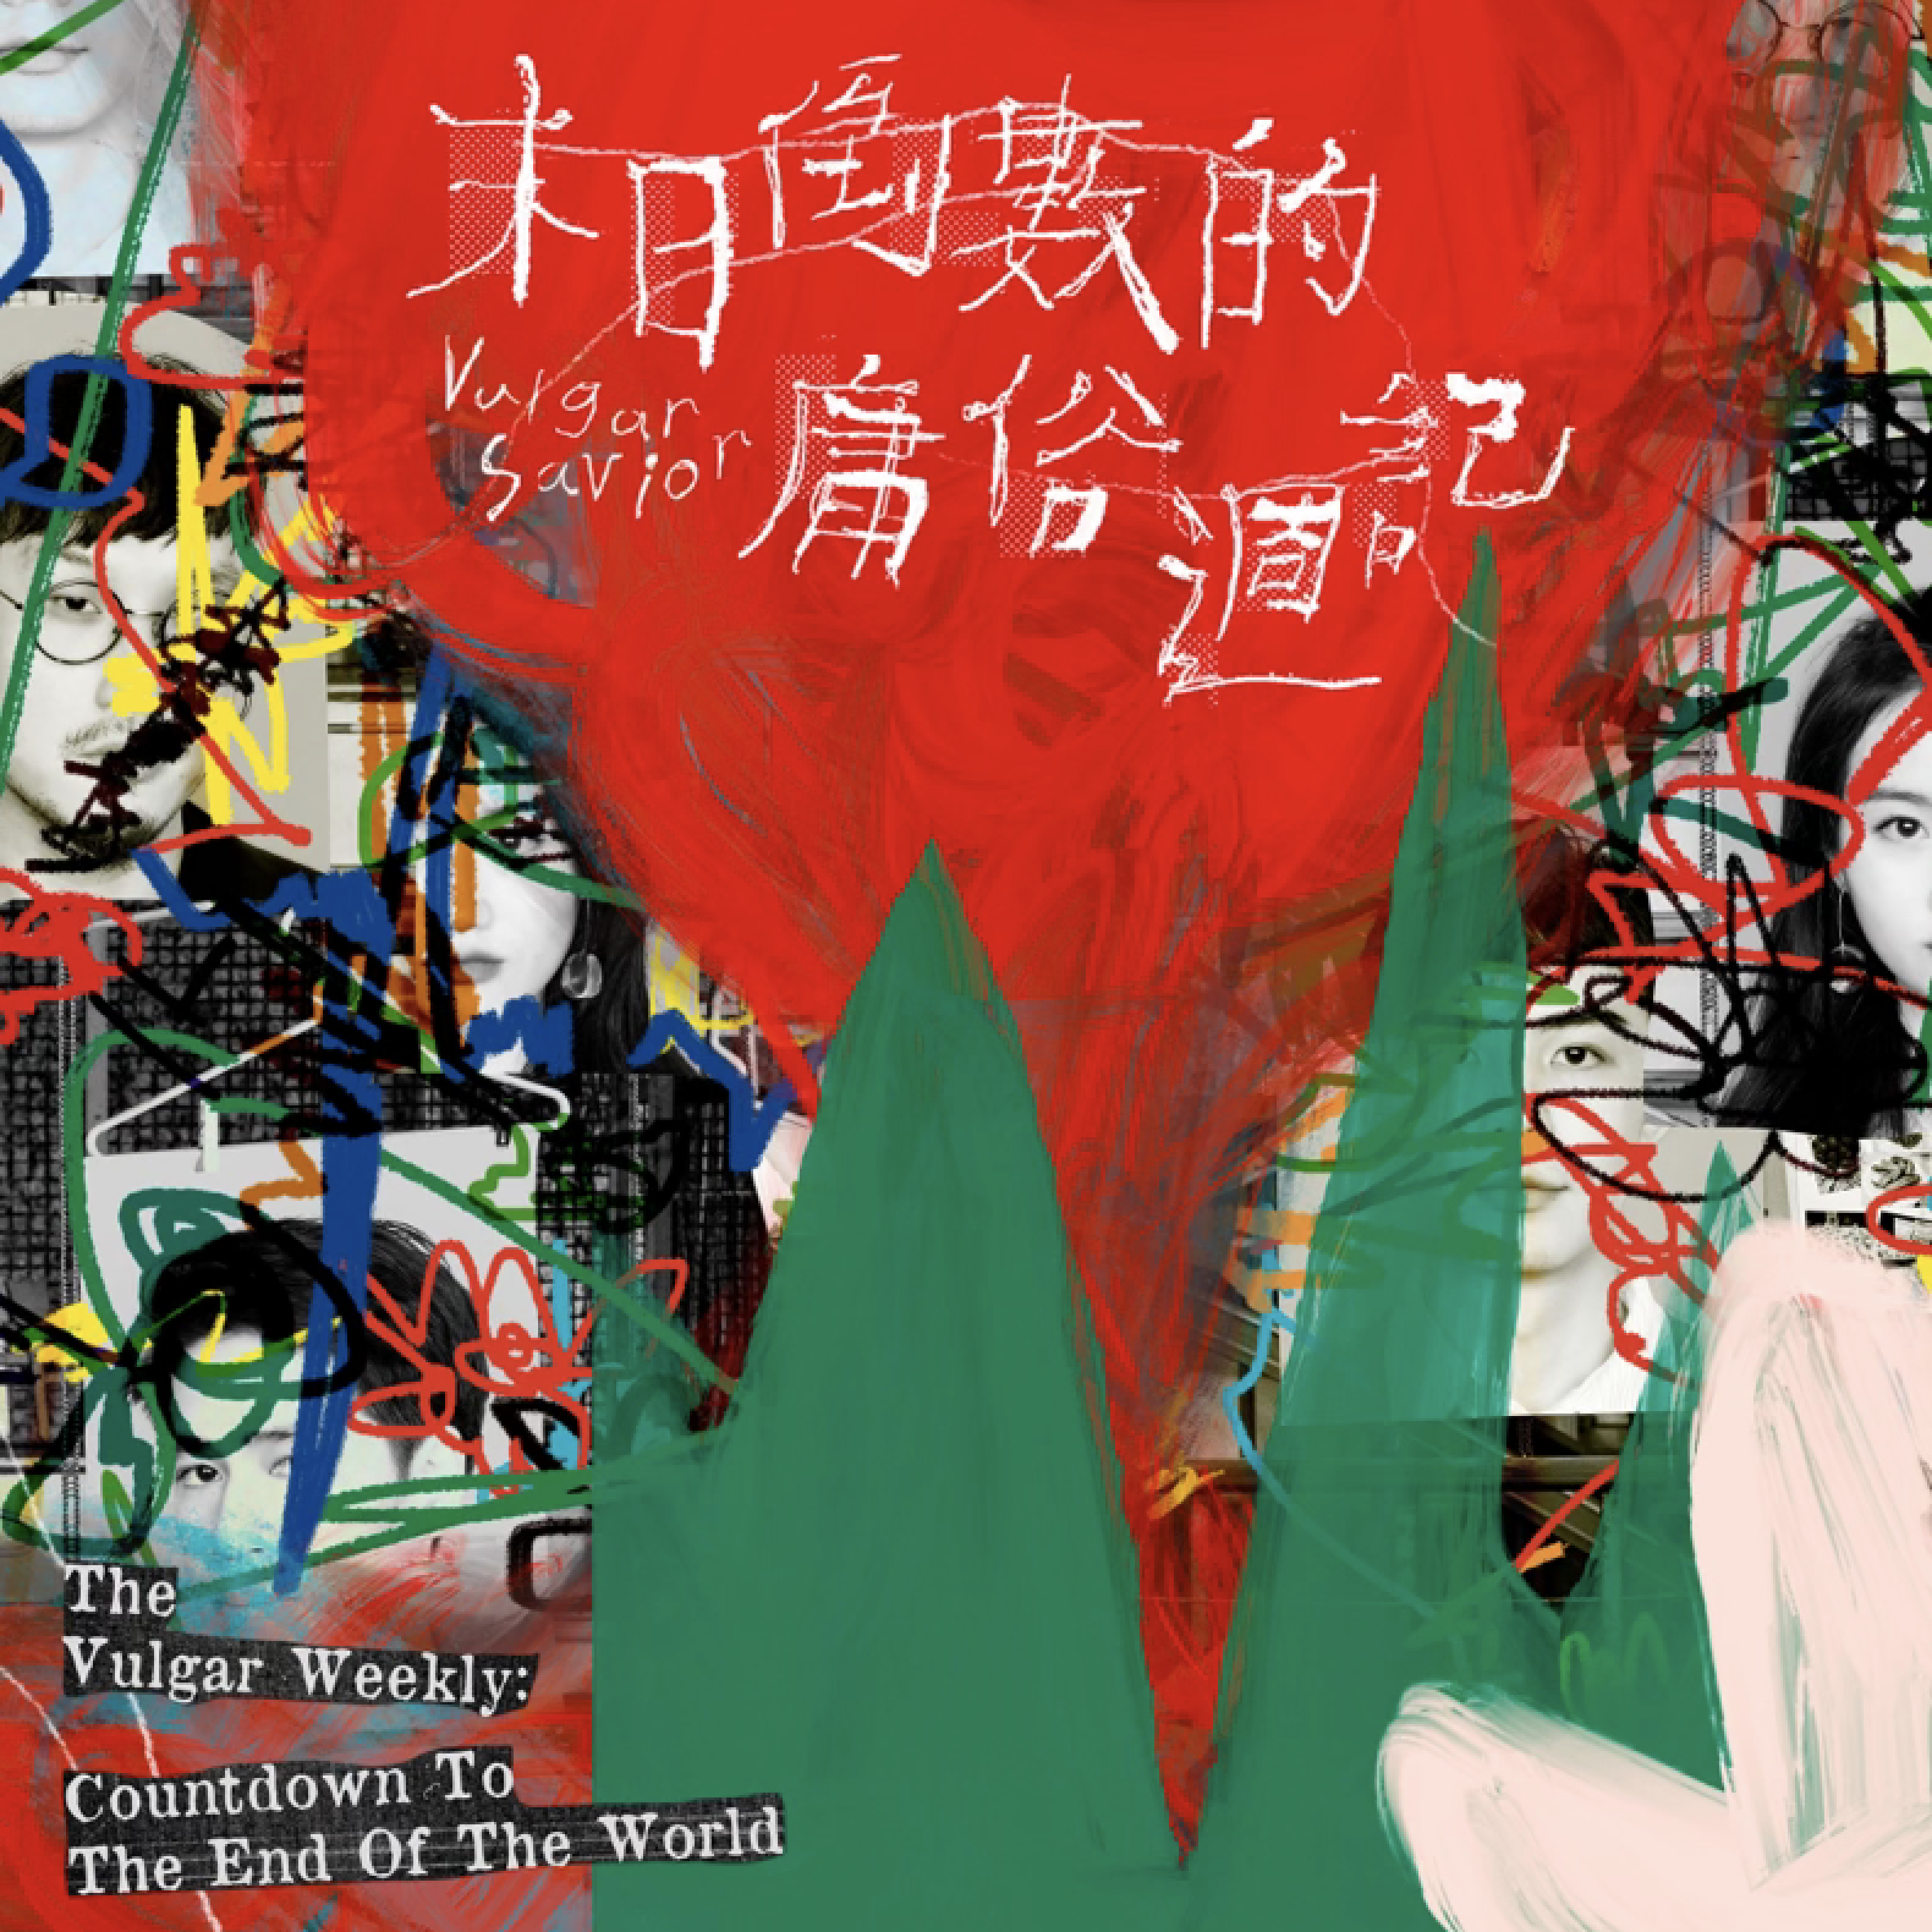 末日倒數的
Vulgar
Savior
庸俗週記
The
Vulgar Weekly:
Countdown To
The End Of The World